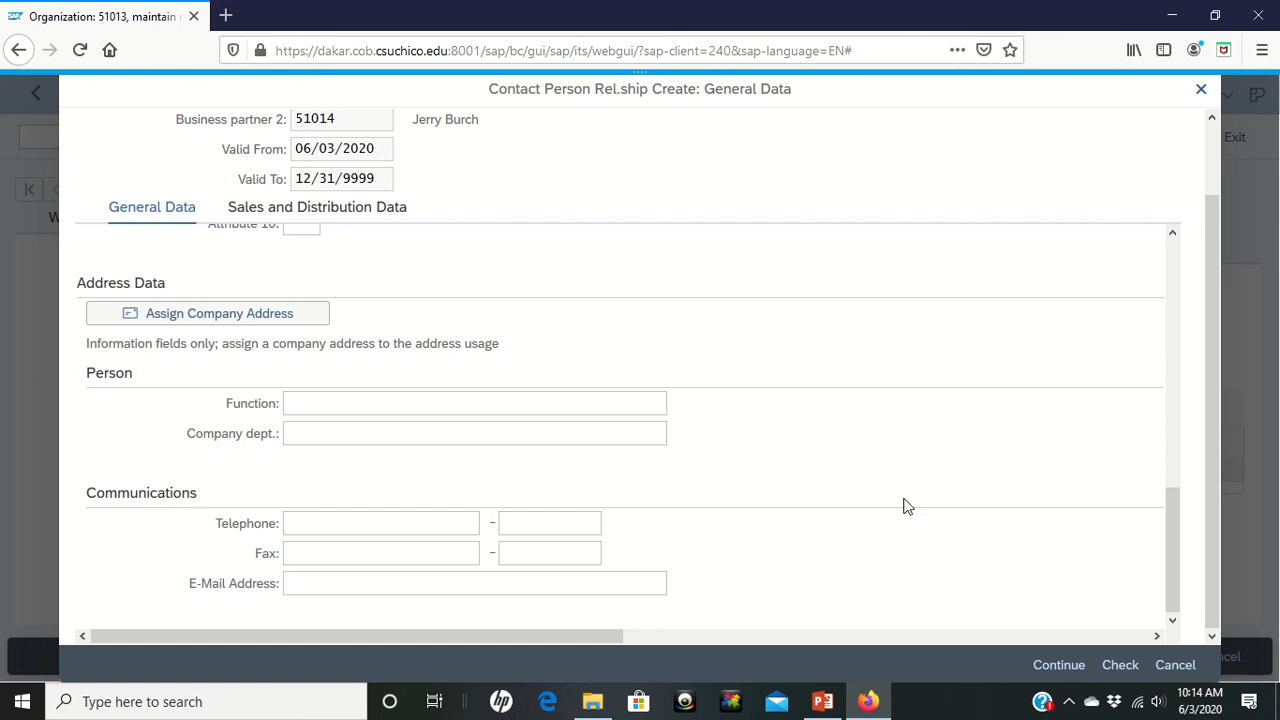 SAP Organization: 51013, maintain
https://dakar.cob.csuchico.edu:8001/sap/bc/gui/sap/its/webgui/?sap-client=240&sap-language=EN#
Contact Person Rel.ship Create: General Data
Business partner 2: 51014 Jerry Burch
Exit
Valid From: 06/03/2020
Valid To: 12/31/9999
W
General Data Sales and Distribution Data
Attribute 10:
Address Data
Assign Company Address
Information fields only; assign a company address to the address usage
Person
Function:
Company dept.:
Communications
Telephone: -
Fax: -
E-Mail Address:
Continue Check Cancel
ncel
Type here to search
10:14 AM
6/3/2020